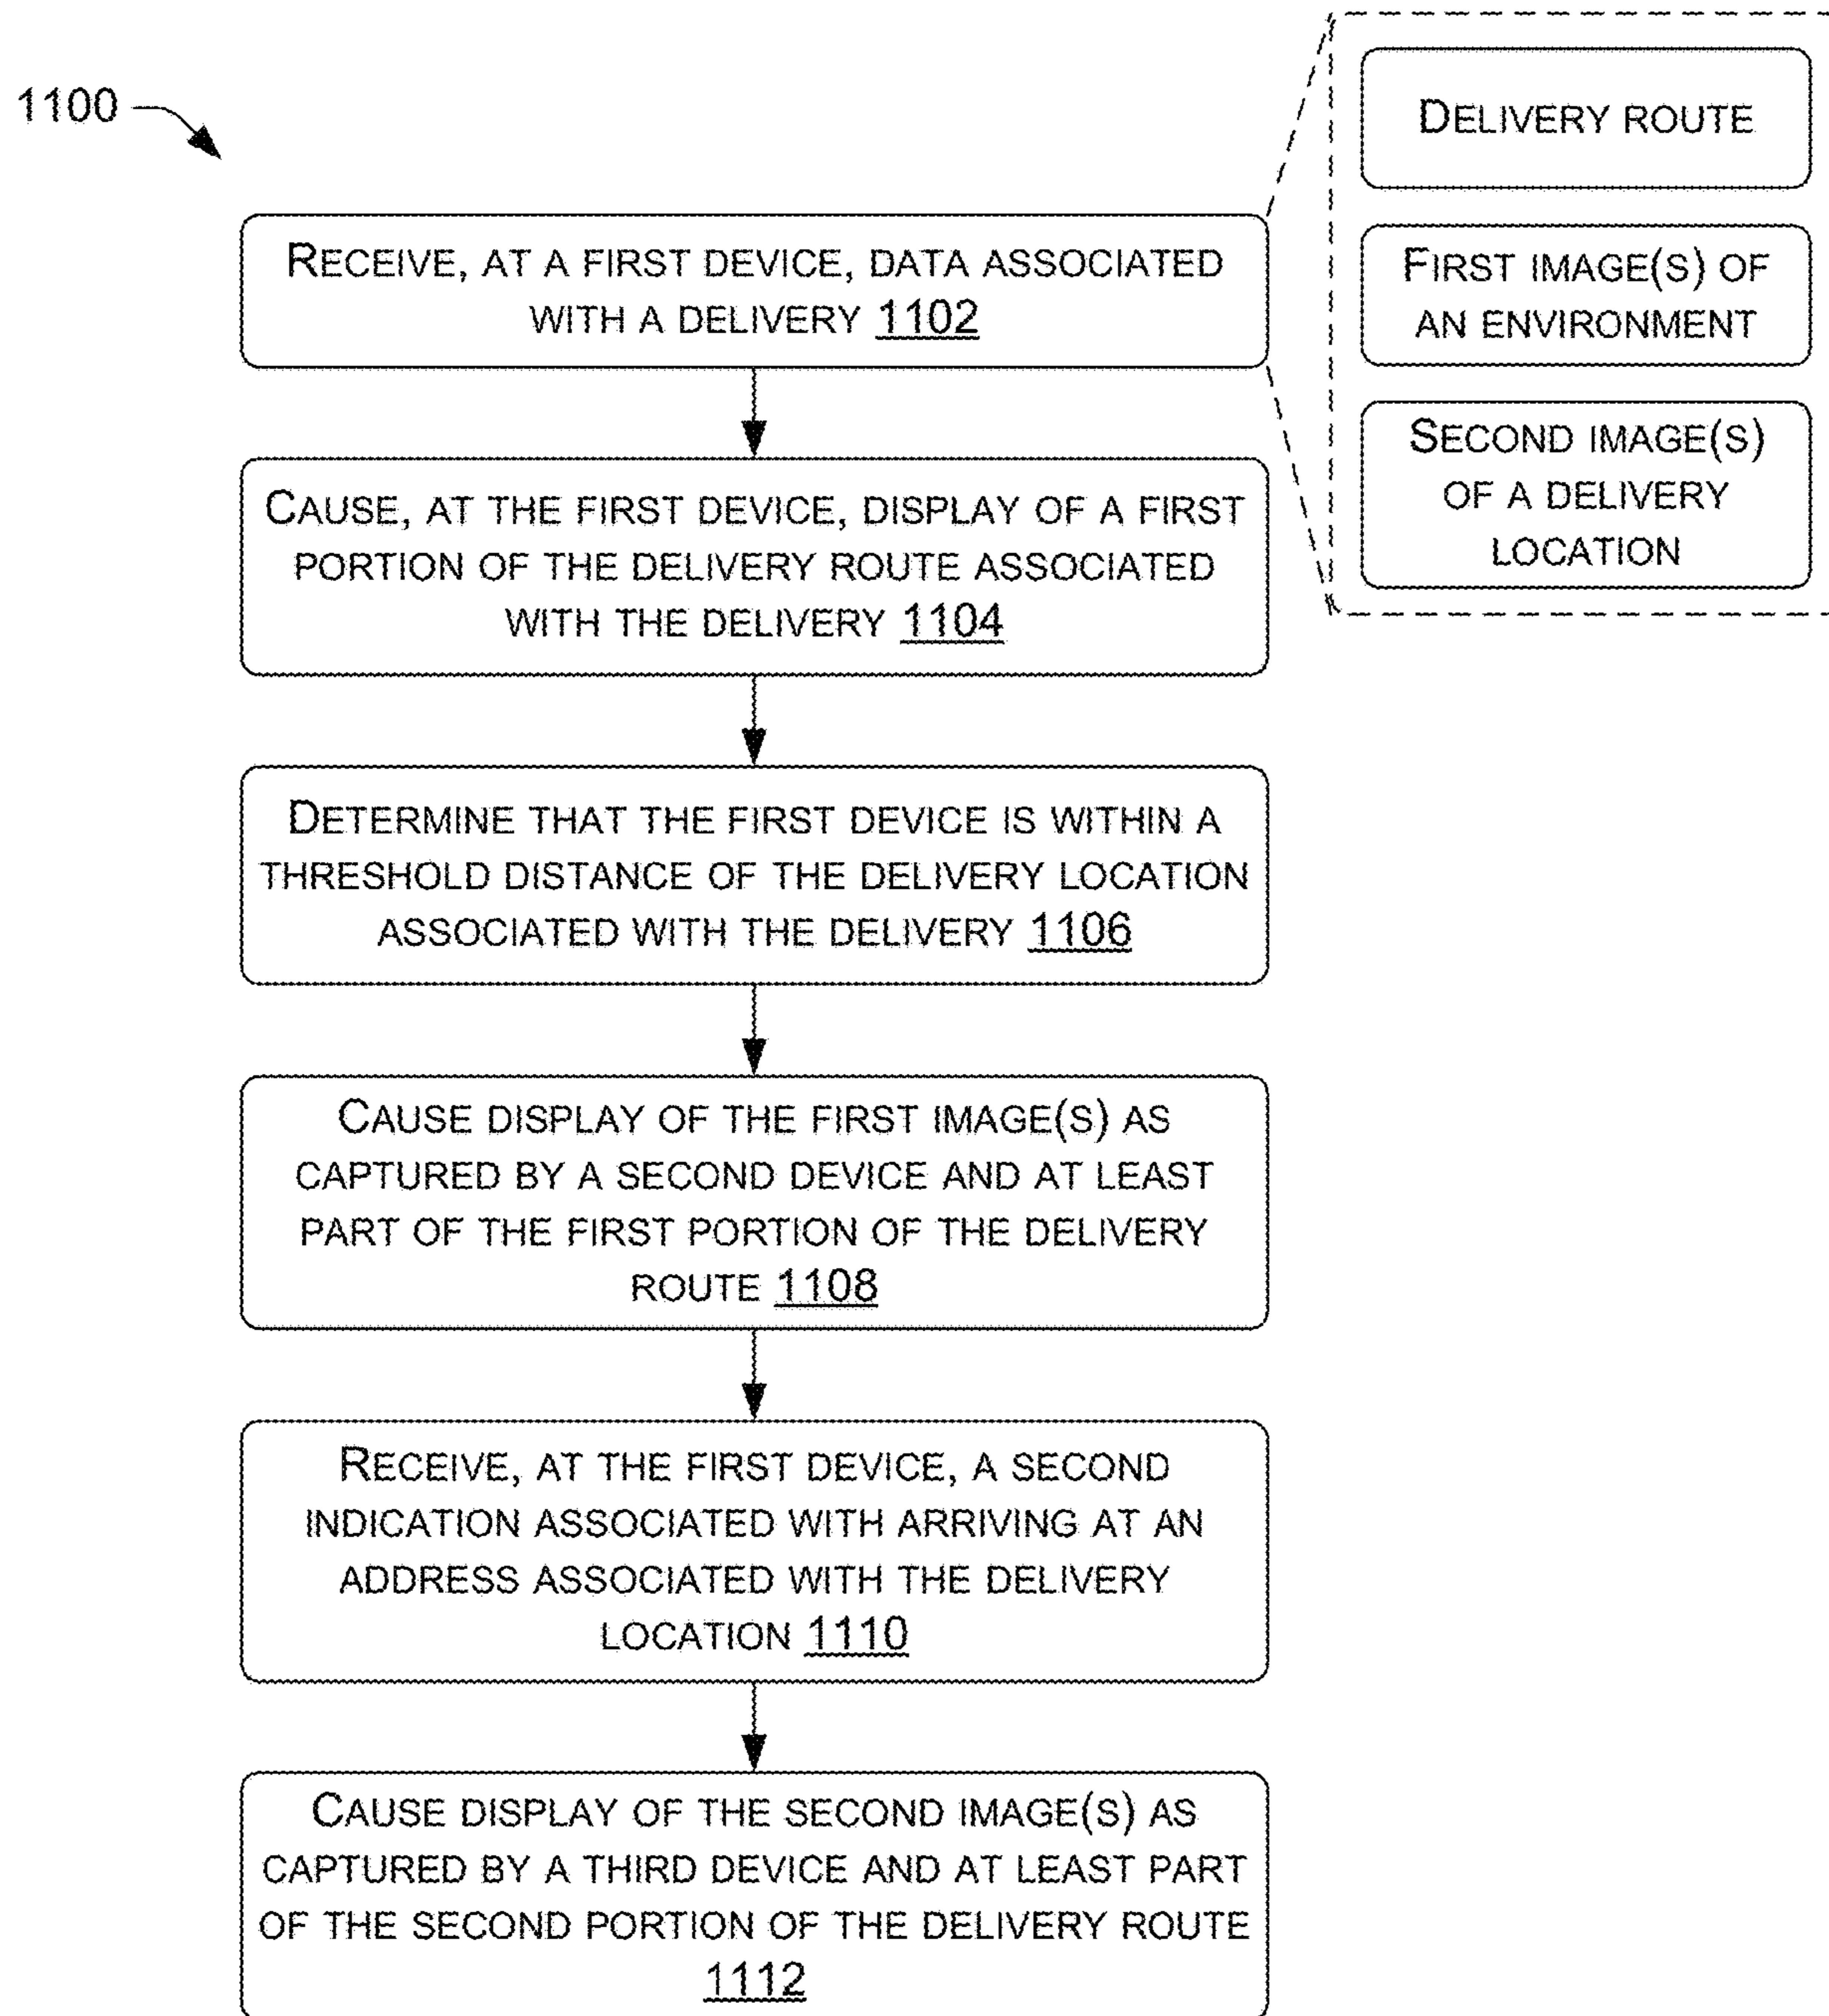 1100
DELIVERY ROUTE
FIRST IMAGE(S) OF
AN ENVIRONMENT
SECOND IMAGE(S)
OF A DELIVERY
LOCATION
RECEIVE, AT A FIRST DEVICE, DATA ASSOCIATED
WITH A DELIVERY 1102
CAUSE, AT THE FIRST DEVICE, DISPLAY OF A FIRST
PORTION OF THE DELIVERY ROUTE ASSOCIATED
WITH THE DELIVERY 1104
DETERMINE THAT THE FIRST DEVICE IS WITHIN A
THRESHOLD DISTANCE OF THE DELIVERY LOCATION
ASSOCIATED WITH THE DELIVERY 1106
CAUSE DISPLAY OF THE FIRST IMAGE(S) AS
CAPTURED BY A SECOND DEVICE AND AT LEAST
PART OF THE FIRST PORTION OF THE DELIVERY
ROUTE 1108
RECEIVE, AT THE FIRST DEVICE, A SECOND
INDICATION ASSOCIATED WITH ARRIVING AT AN
ADDRESS ASSOCIATED WITH THE DELIVERY
LOCATION 1110
CAUSE DISPLAY OF THE SECOND IMAGE(S) AS
CAPTURED BY A THIRD DEVICE AND AT LEAST PART
OF THE SECOND PORTION OF THE DELIVERY ROUTE
1112